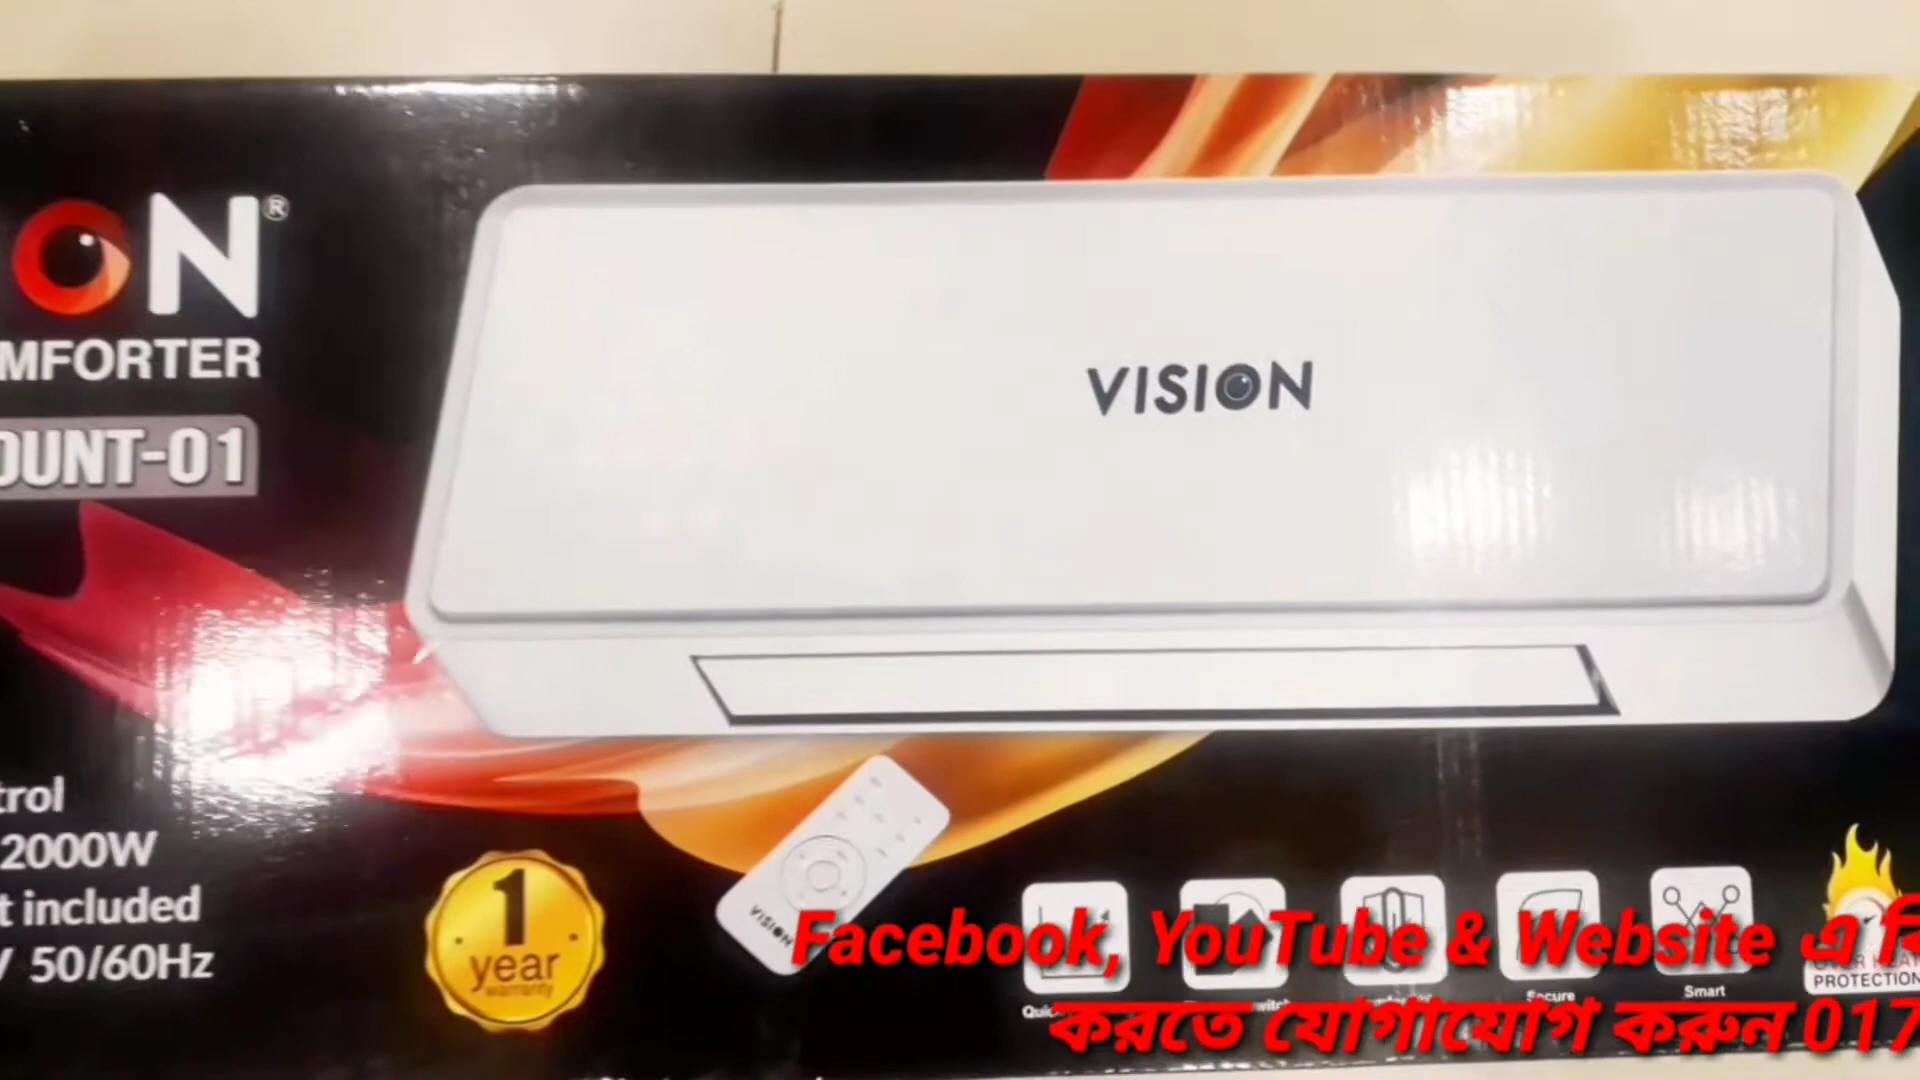 ON®
MFORTER
OUNT-01
VISION
trol
2000W
t included
V 50/60Hz
1
year
warranty
VISION
Secure
Smart
PROTECTION
Facebook, YouTube & Website এ
করতে যোগাযোগ করুন 017